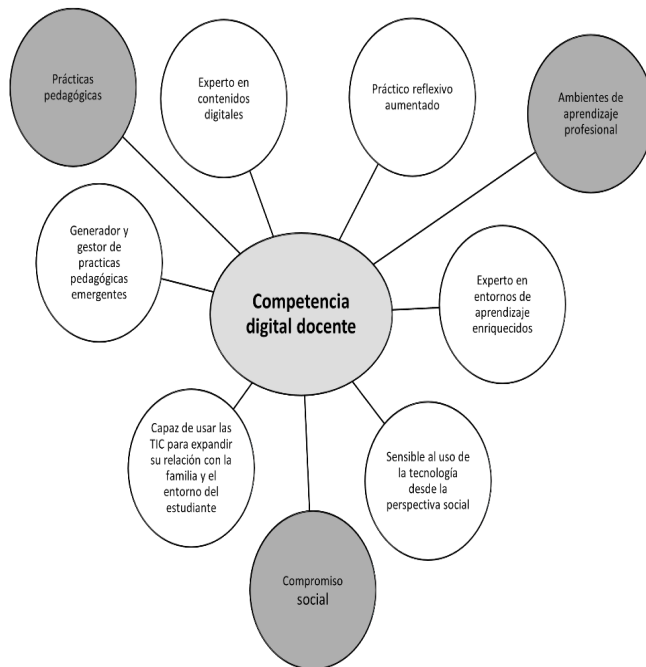 Prácticas
pedagógicas
Experto en
contenidos
digitales
Práctico reflexivo
aumentado
Ambientes de
aprendizaje
profesional
Generador y
gestor de
practicas
pedagógicas
emergentes
Competencia
digital docente
Experto en
entornos de
aprendizaje
enriquecidos
Capaz de usar las
TIC para expandir
su relación con la
familia y el
entorno del
estudiante
Sensible al uso de
la tecnología
desde la
perspectiva social
Compromiso
social